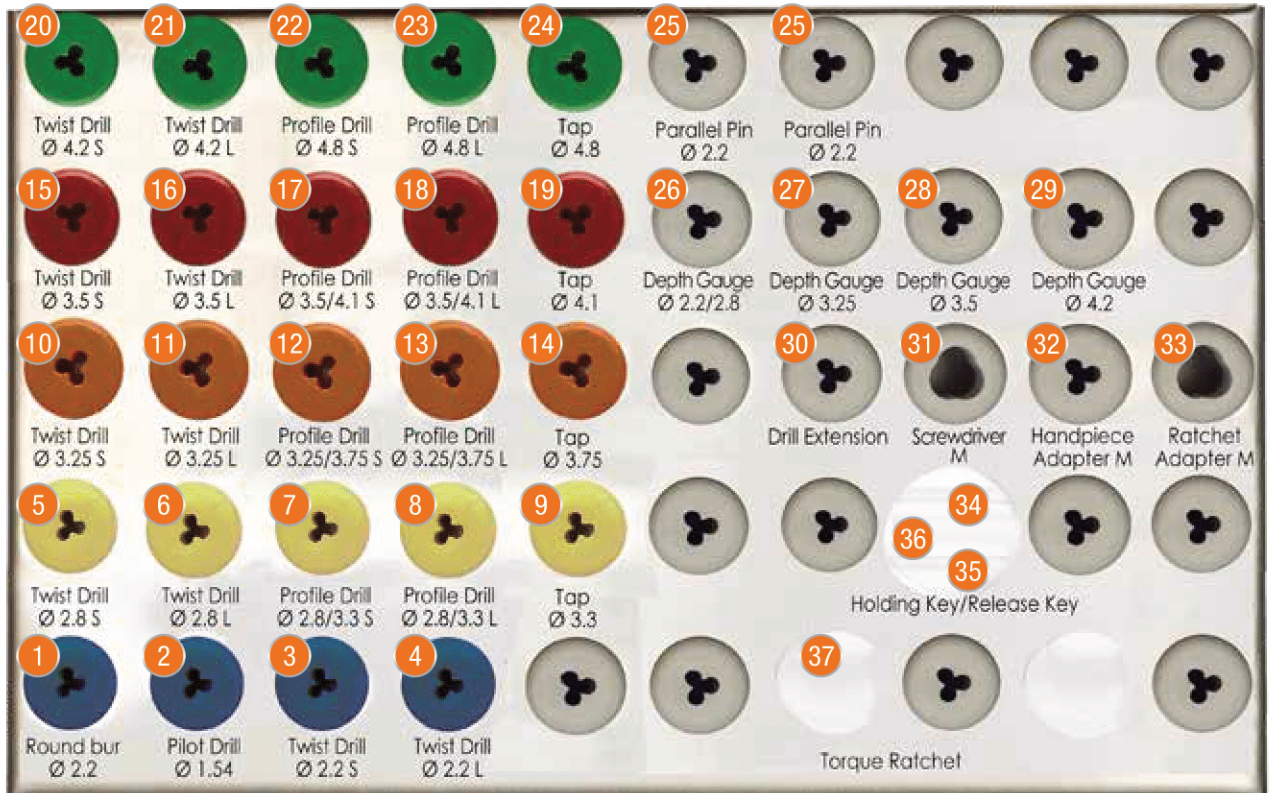 20 21 22 23 24 25 25
Twist Drill Twist Drill Profile Drill Profile Drill Tap Parallel Pin Parallel Pin
Ø 4.2 S Ø 4.2 L Ø 4.8 S Ø 4.8 L Ø 4.8 Ø 2.2 Ø 2.2
15 16 17 18 19 26 27 28 29
Twist Drill Twist Drill Profile Drill Profile Drill Tap Depth Gauge Depth Gauge Depth Gauge Depth Gauge
Ø 3.5 S Ø 3.5 L Ø 3.5/4.1 S Ø 3.5/4.1 L Ø 4.1 Ø 2.2/2.8 Ø 3.25 Ø 3.5 Ø 4.2
10 11 12 13 14 30 31 32 33
Twist Drill Twist Drill Profile Drill Profile Drill Tap Drill Extension Screwdriver Handpiece Ratchet
Ø 3.25 S Ø 3.25 L Ø 3.25/3.75 S Ø 3.25/3.75 L Ø 3.75 M Adapter M Adapter M
5 6 7 8 9 34
36
35
Twist Drill Twist Drill Profile Drill Profile Drill Tap Holding Key/Release Key
Ø 2.8 S Ø 2.8 L Ø 2.8/3.3 S Ø 2.8/3.3 L Ø 3.3
1 2 3 4 37
Round bur Pilot Drill Twist Drill Twist Drill
Ø 2.2 Ø 1.54 Ø 2.2 S Ø 2.2 L
Torque Ratchet